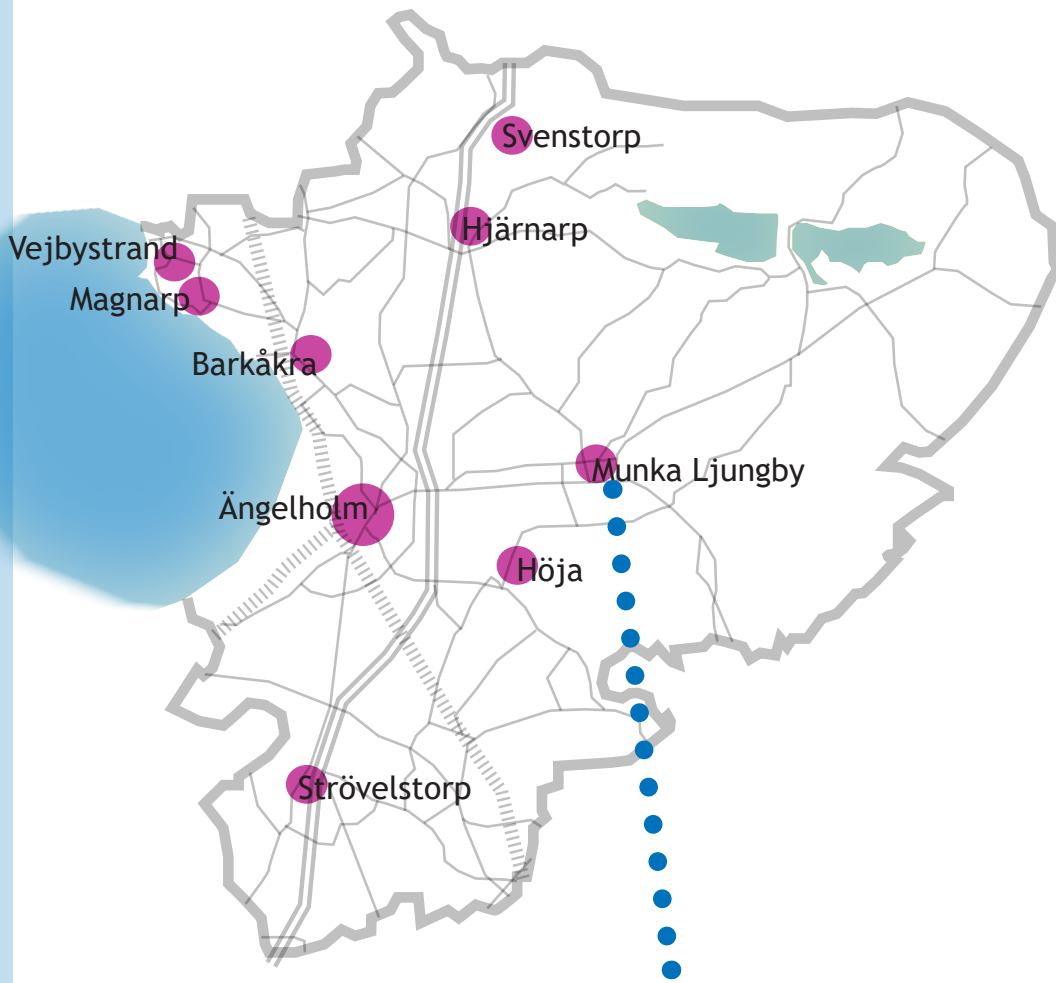 Svenstorp
Hjärnarp
Vejbystrand
Magnarp
Barkåkra
Munka Ljungby
Ängelholm
Höja
Strövelstorp